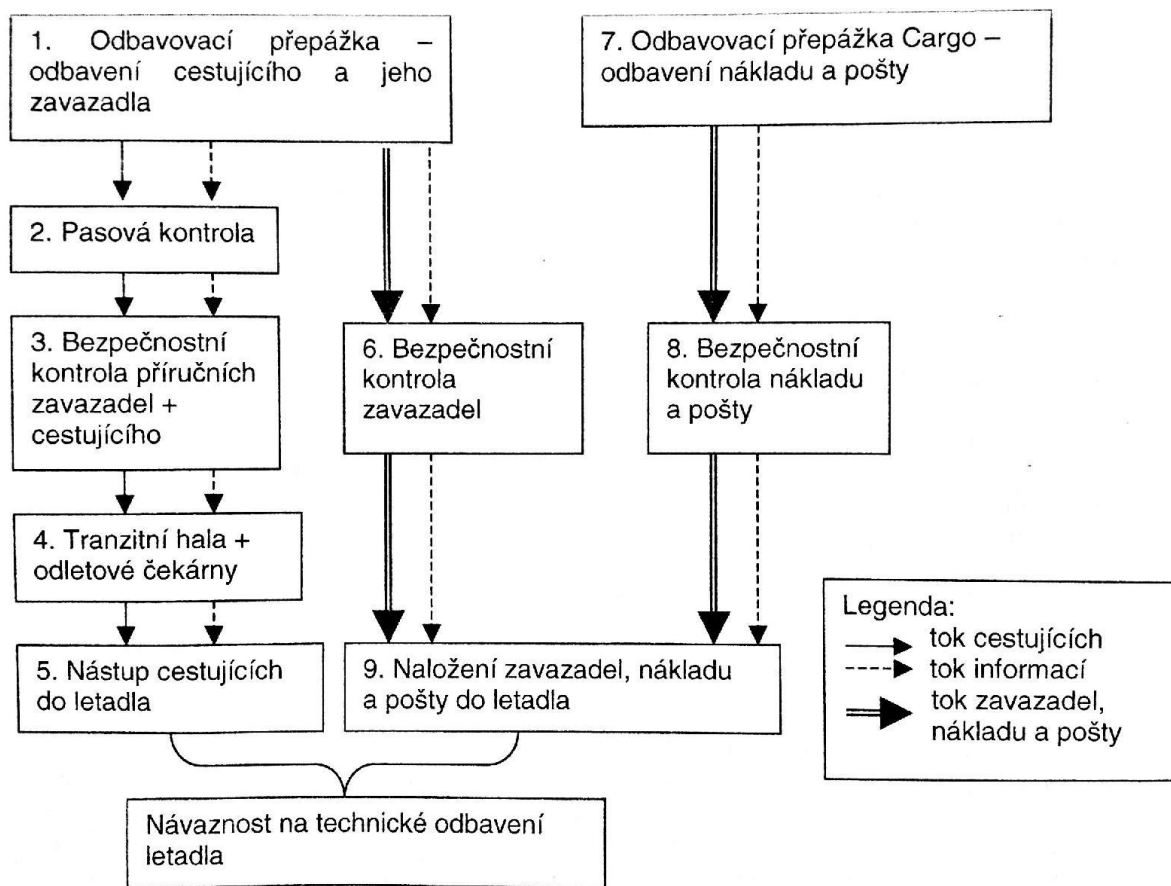 1. Odbavovací přepážka –
odbavení cestujícího a jeho
zavazadla
7. Odbavovací přepážka Cargo –
odbavení nákladu a pošty
2. Pasová kontrola
3. Bezpečnostní
kontrola příručních
zavazadel +
cestujícího
6. Bezpečnostní
kontrola
zavazadel
8. Bezpečnostní
kontrola nákladu
a pošty
4. Tranzitní hala +
odletové čekárny
5. Nástup cestujících
do letadla
9. Naložení zavazadel, nákladu
a pošty do letadla
Legenda:
tok cestujících
tok informací
tok zavazadel,
nákladu a pošty
Návaznost na technické odbavení
letadla